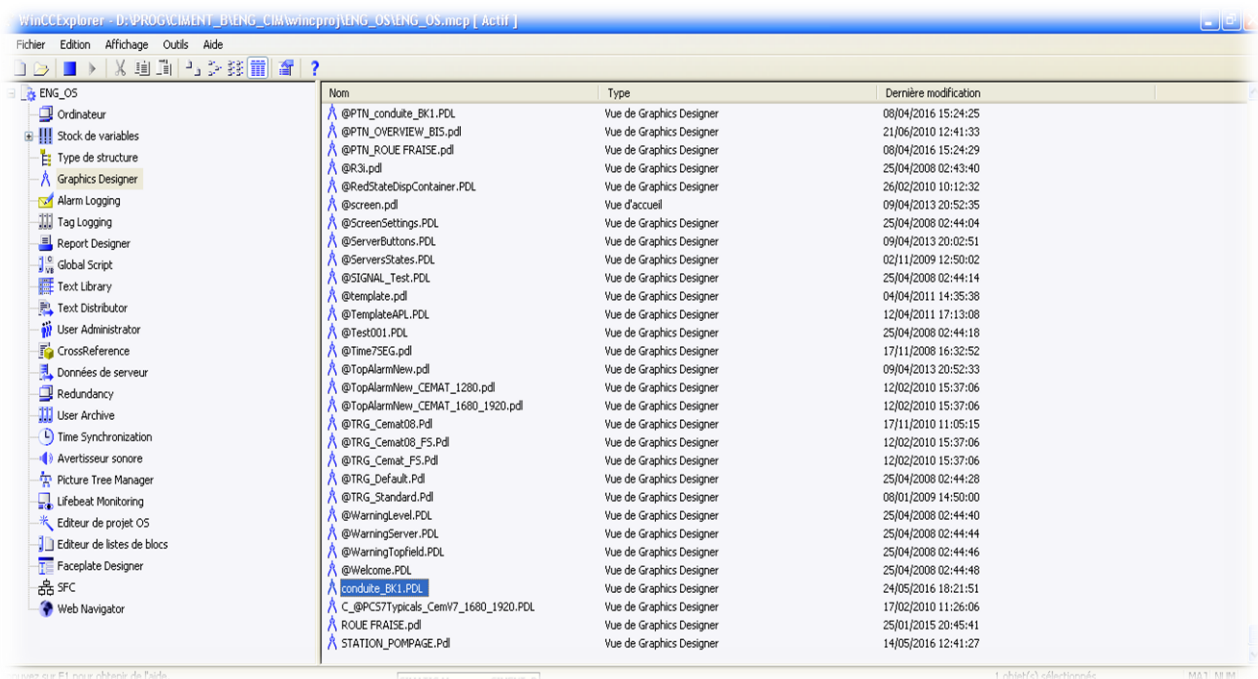 WinCCExplorer - D:\PROG\CIMENT_B\ENG_CIM\wincproj\ENG_OS\ENG_OS.mcp [ Actif ]
Fichier Edition Affichage Outils Aide
ENG_OS
Ordinateur
Stock de variables
Type de structure
Graphics Designer
Alarm Logging
Tag Logging
Report Designer
Global Script
Text Library
Text Distributor
User Administrator
CrossReference
Données de serveur
Redundancy
User Archive
Time Synchronization
Avertisseur sonore
Picture Tree Manager
Lifebeat Monitoring
Editeur de projet OS
Editeur de listes de blocs
Faceplate Designer
SFC
Web Navigator
Nom Type Dernière modification
@PTN_conduite_BK1.PDL Vue de Graphics Designer 08/04/2016 15:24:25
@PTN_OVERVIEW_BIS.pdl Vue de Graphics Designer 21/06/2010 12:41:33
@PTN_ROUE FRAISE.pdl Vue de Graphics Designer 08/04/2016 15:24:29
@R3i.pdl Vue de Graphics Designer 25/04/2008 02:43:40
@RedStateDispContainer.PDL Vue de Graphics Designer 26/02/2010 10:12:32
@screen.pdl Vue d'accueil 09/04/2013 20:52:35
@ScreenSettings.PDL Vue de Graphics Designer 25/04/2008 02:44:04
@ServerButtons.PDL Vue de Graphics Designer 09/04/2013 20:02:51
@ServersStates.PDL Vue de Graphics Designer 02/11/2009 12:50:02
@SIGNAL_Test.PDL Vue de Graphics Designer 25/04/2008 02:44:14
@template.pdl Vue de Graphics Designer 04/04/2011 14:35:38
@TemplateAPL.PDL Vue de Graphics Designer 12/04/2011 17:13:08
@Test001.PDL Vue de Graphics Designer 25/04/2008 02:44:18
@Time7SEG.pdl Vue de Graphics Designer 17/11/2008 16:32:52
@TopAlarmNew.pdl Vue de Graphics Designer 09/04/2013 20:52:33
@TopAlarmNew_CEMAT_1280.pdl Vue de Graphics Designer 12/02/2010 15:37:06
@TopAlarmNew_CEMAT_1680_1920.pdl Vue de Graphics Designer 12/02/2010 15:37:06
@TRG_Cemat08.Pdl Vue de Graphics Designer 17/11/2010 11:05:15
@TRG_Cemat08_FS.Pdl Vue de Graphics Designer 12/02/2010 15:37:06
@TRG_Cemat_FS.Pdl Vue de Graphics Designer 12/02/2010 15:37:06
@TRG_Default.Pdl Vue de Graphics Designer 25/04/2008 02:44:28
@TRG_Standard.Pdl Vue de Graphics Designer 08/01/2009 14:50:00
@WarningLevel.PDL Vue de Graphics Designer 25/04/2008 02:44:40
@WarningServer.PDL Vue de Graphics Designer 25/04/2008 02:44:44
@WarningTopfield.PDL Vue de Graphics Designer 25/04/2008 02:44:46
@Welcome.PDL Vue de Graphics Designer 25/04/2008 02:44:48
conduite_BK1.PDL Vue de Graphics Designer 24/05/2016 18:21:51
C_@PCS7Typicals_CemV7_1680_1920.PDL Vue de Graphics Designer 17/02/2010 11:26:06
ROUE FRAISE.pdl Vue de Graphics Designer 25/01/2015 20:45:41
STATION_POMPAGE.Pdl Vue de Graphics Designer 14/05/2016 12:41:27
sur F1 pour obtenir de l'aide 1 objet(s) sélectionnés MAJ NUM